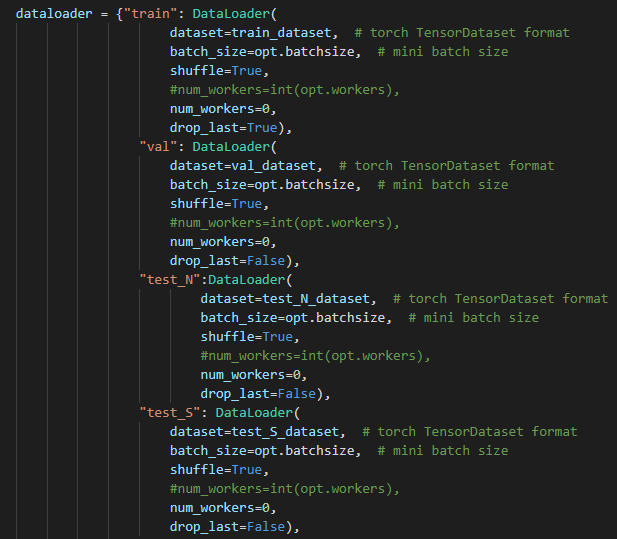 dataloader = {"train": DataLoader(
dataset=train_dataset,  # torch TensorDataset format
batch_size=opt.batchsize,  # mini batch size
shuffle=True,
#num_workers=int(opt.workers),
num_workers=0,
drop_last=True),
"val": DataLoader(
dataset=val_dataset,  # torch TensorDataset format
batch_size=opt.batchsize,  # mini batch size
shuffle=True,
#num_workers=int(opt.workers),
num_workers=0,
drop_last=False),
"test_N":DataLoader(
dataset=test_N_dataset,  # torch TensorDataset format
batch_size=opt.batchsize,  # mini batch size
shuffle=True,
#num_workers=int(opt.workers),
num_workers=0,
drop_last=False),
"test_S": DataLoader(
dataset=test_S_dataset,  # torch TensorDataset format
batch_size=opt.batchsize,  # mini batch size
shuffle=True,
#num_workers=int(opt.workers),
num_workers=0,
drop_last=False),